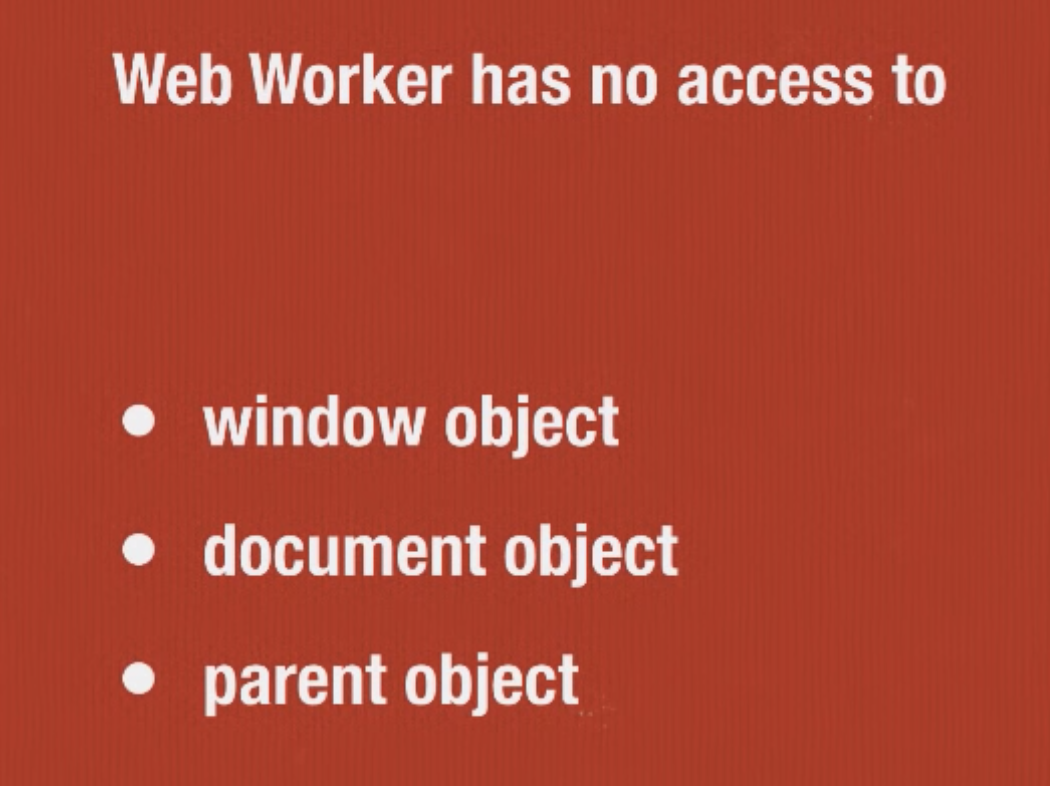 Web Worker has no access to
• window object
• document object
• parent object